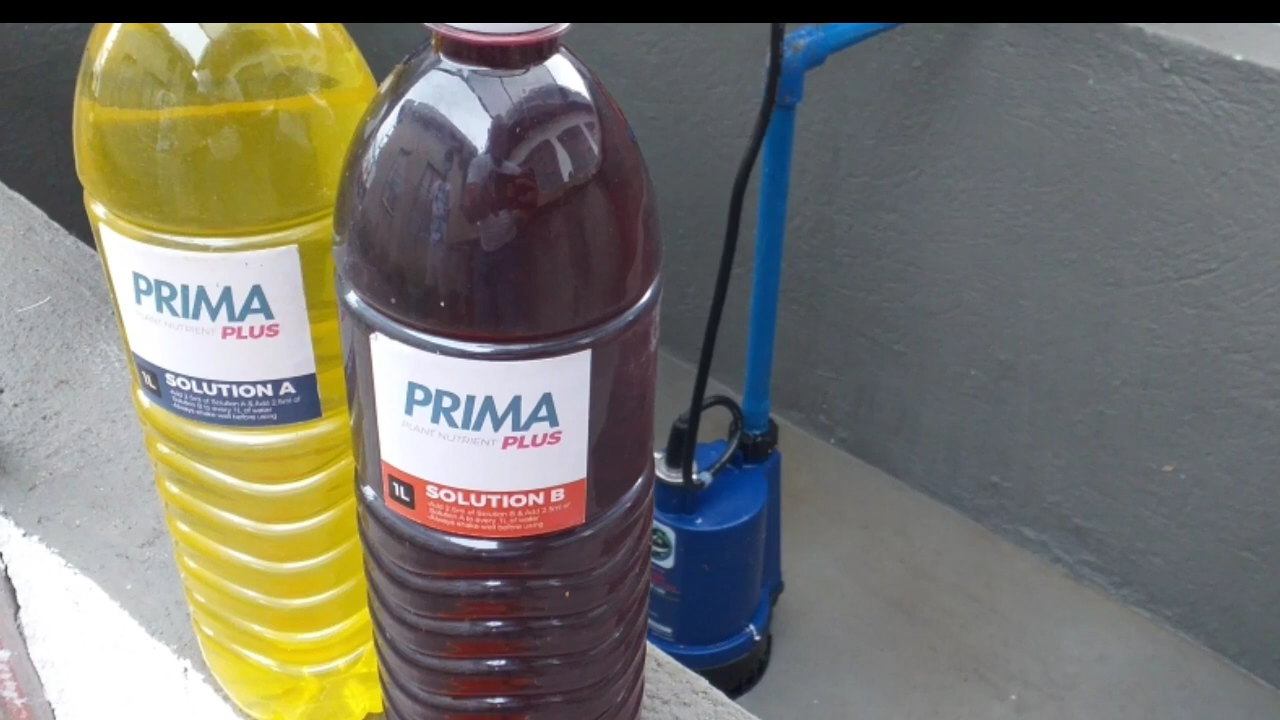 PRIMA
PLANT NUTRIENT PLUS
1L SOLUTION A
Add 2.5ml of Solution A & Add 2.5ml of
Solution B to every 1L of water
Always shake well before using
PRIMA
PLANT NUTRIENT PLUS
1L SOLUTION B
Add 2.5ml of Solution B & Add 2.5ml of
Solution A to every 1L of water
Always shake well before using